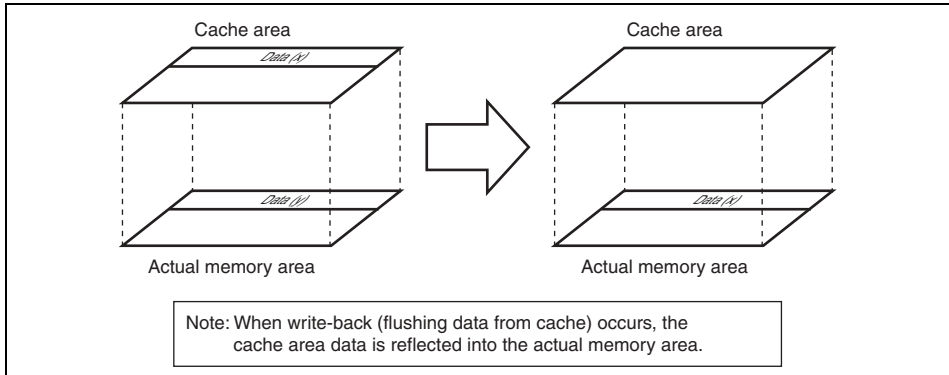 Cache area
Data (x)
Data (y)
Actual memory area
Cache area
Data (x)
Actual memory area
Note: When write-back (flushing data from cache) occurs, the
cache area data is reflected into the actual memory area.